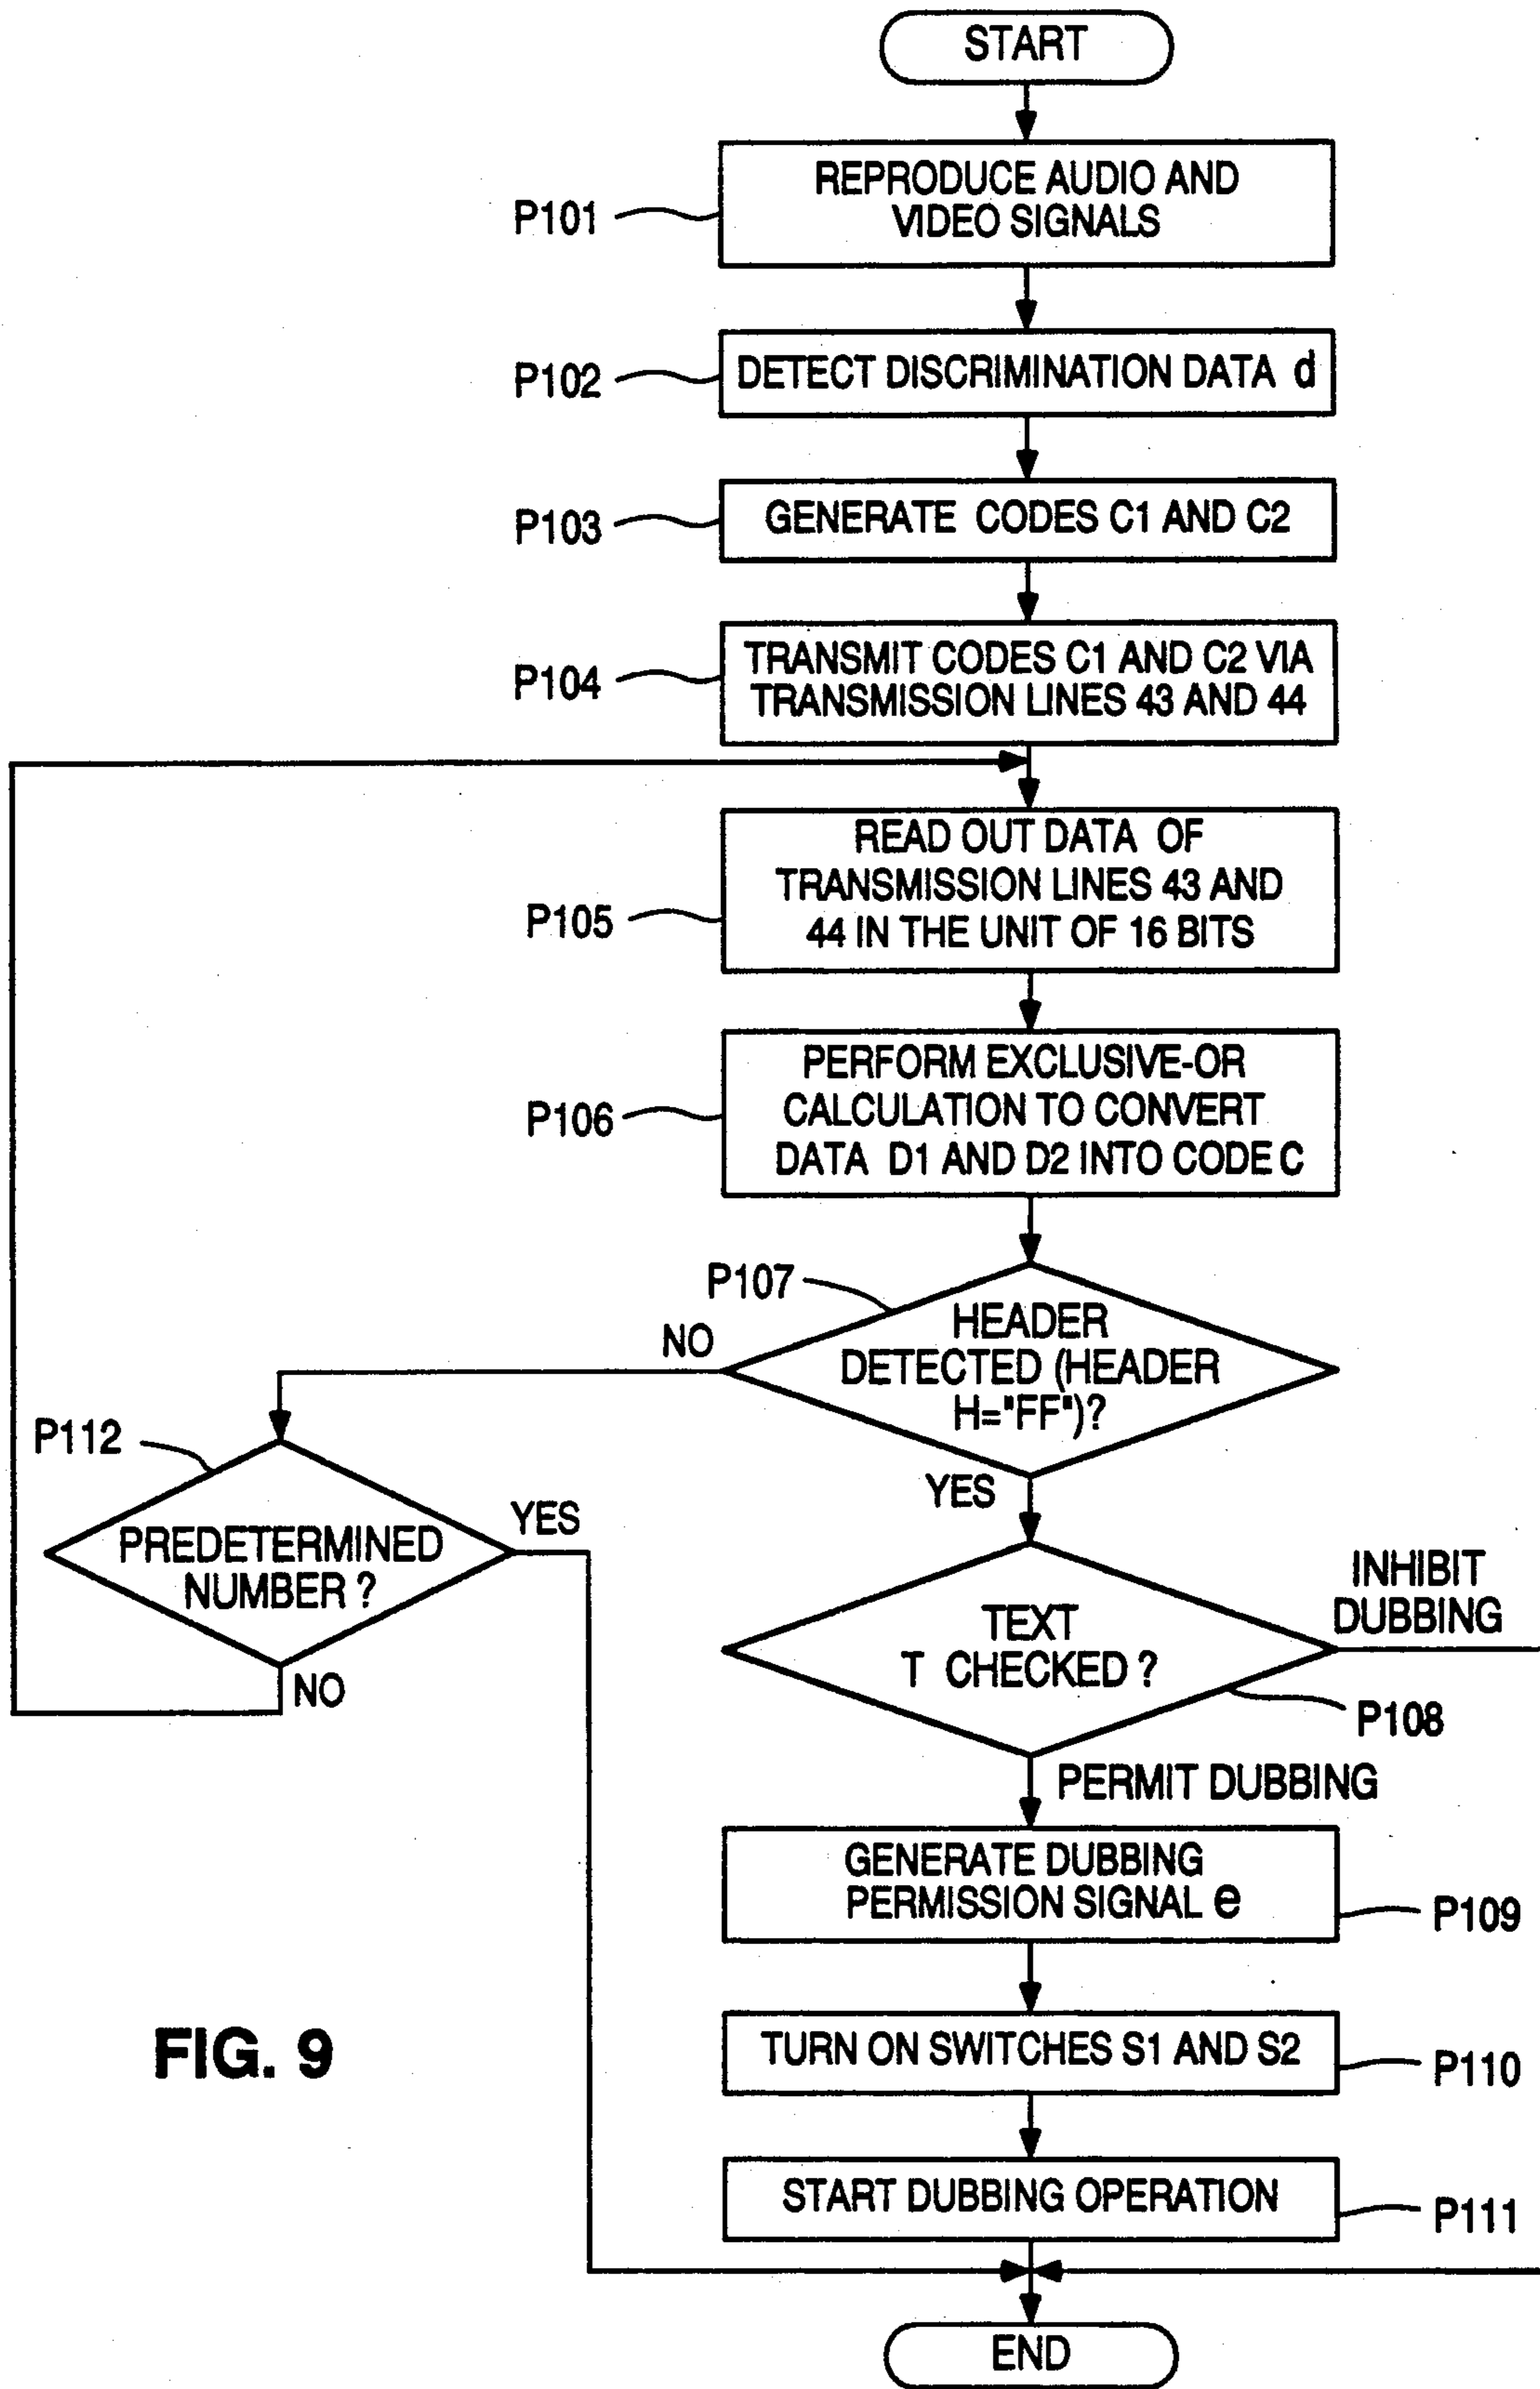 START
REPRODUCE AUDIO AND
VIDEO SIGNALS
P101
DETECT DISCRIMINATION DATA d
P102
GENERATE CODES C1 AND C2
P103
TRANSMIT CODES C1 AND C2 VIA
TRANSMISSION LINES 43 AND 44
P104
READ OUT DATA OF
TRANSMISSION LINES 43 AND
44 IN THE UNIT OF 16 BITS
P105
PERFORM EXCLUSIVE-OR
CALCULATION TO CONVERT
DATA D1 AND D2 INTO CODE C
P106
P107
HEADER
DETECTED (HEADER
H="FF")?
NO
YES
P112
PREDETERMINED
NUMBER ?
YES
NO
TEXT
T CHECKED ?
INHIBIT
DUBBING
P108
PERMIT DUBBING
GENERATE DUBBING
PERMISSION SIGNAL e
P109
TURN ON SWITCHES S1 AND S2
P110
START DUBBING OPERATION
P111
END
FIG. 9